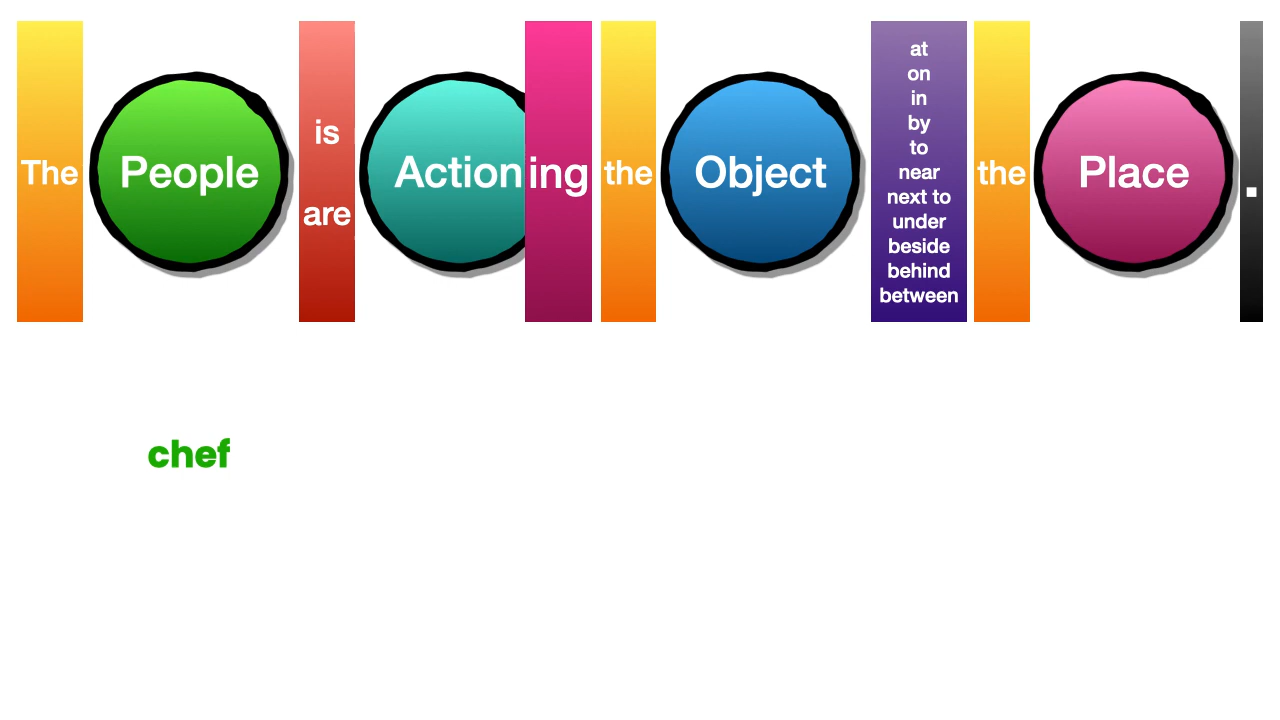 The People is are Action ing the Object at on in by to near next to under beside behind between the Place .
chef